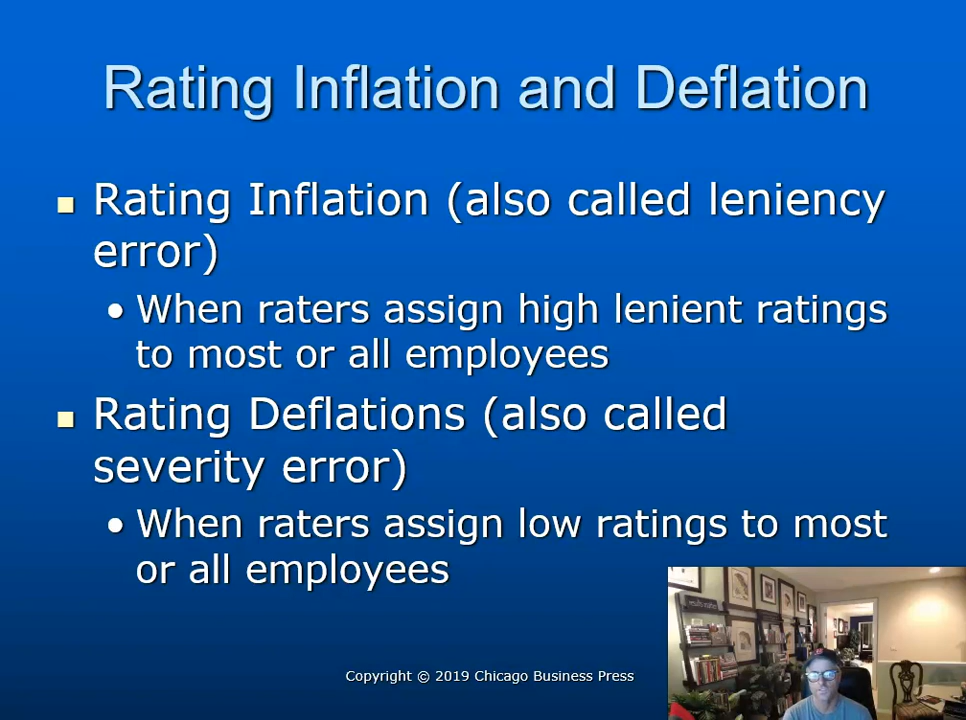 Rating Inflation and Deflation
Rating Inflation (also called leniency
error)
• When raters assign high lenient ratings
to most or all employees
Rating Deflations (also called
severity error)
• When raters assign low ratings to most
or all employees
Copyright © 2019 Chicago Business Press